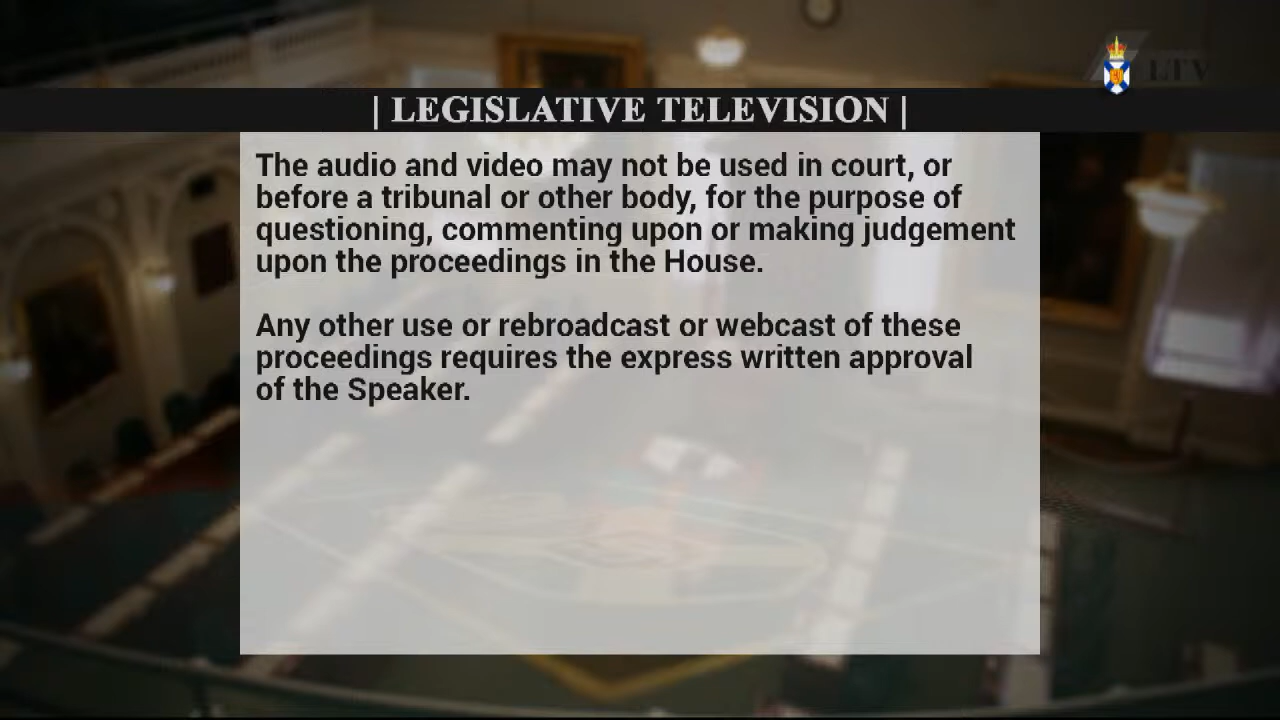 LTV
| LEGISLATIVE TELEVISION |
The audio and video may not be used in court, or
before a tribunal or other body, for the purpose of
questioning, commenting upon or making judgement
upon the proceedings in the House.
Any other use or rebroadcast or webcast of these
proceedings requires the express written approval
of the Speaker.